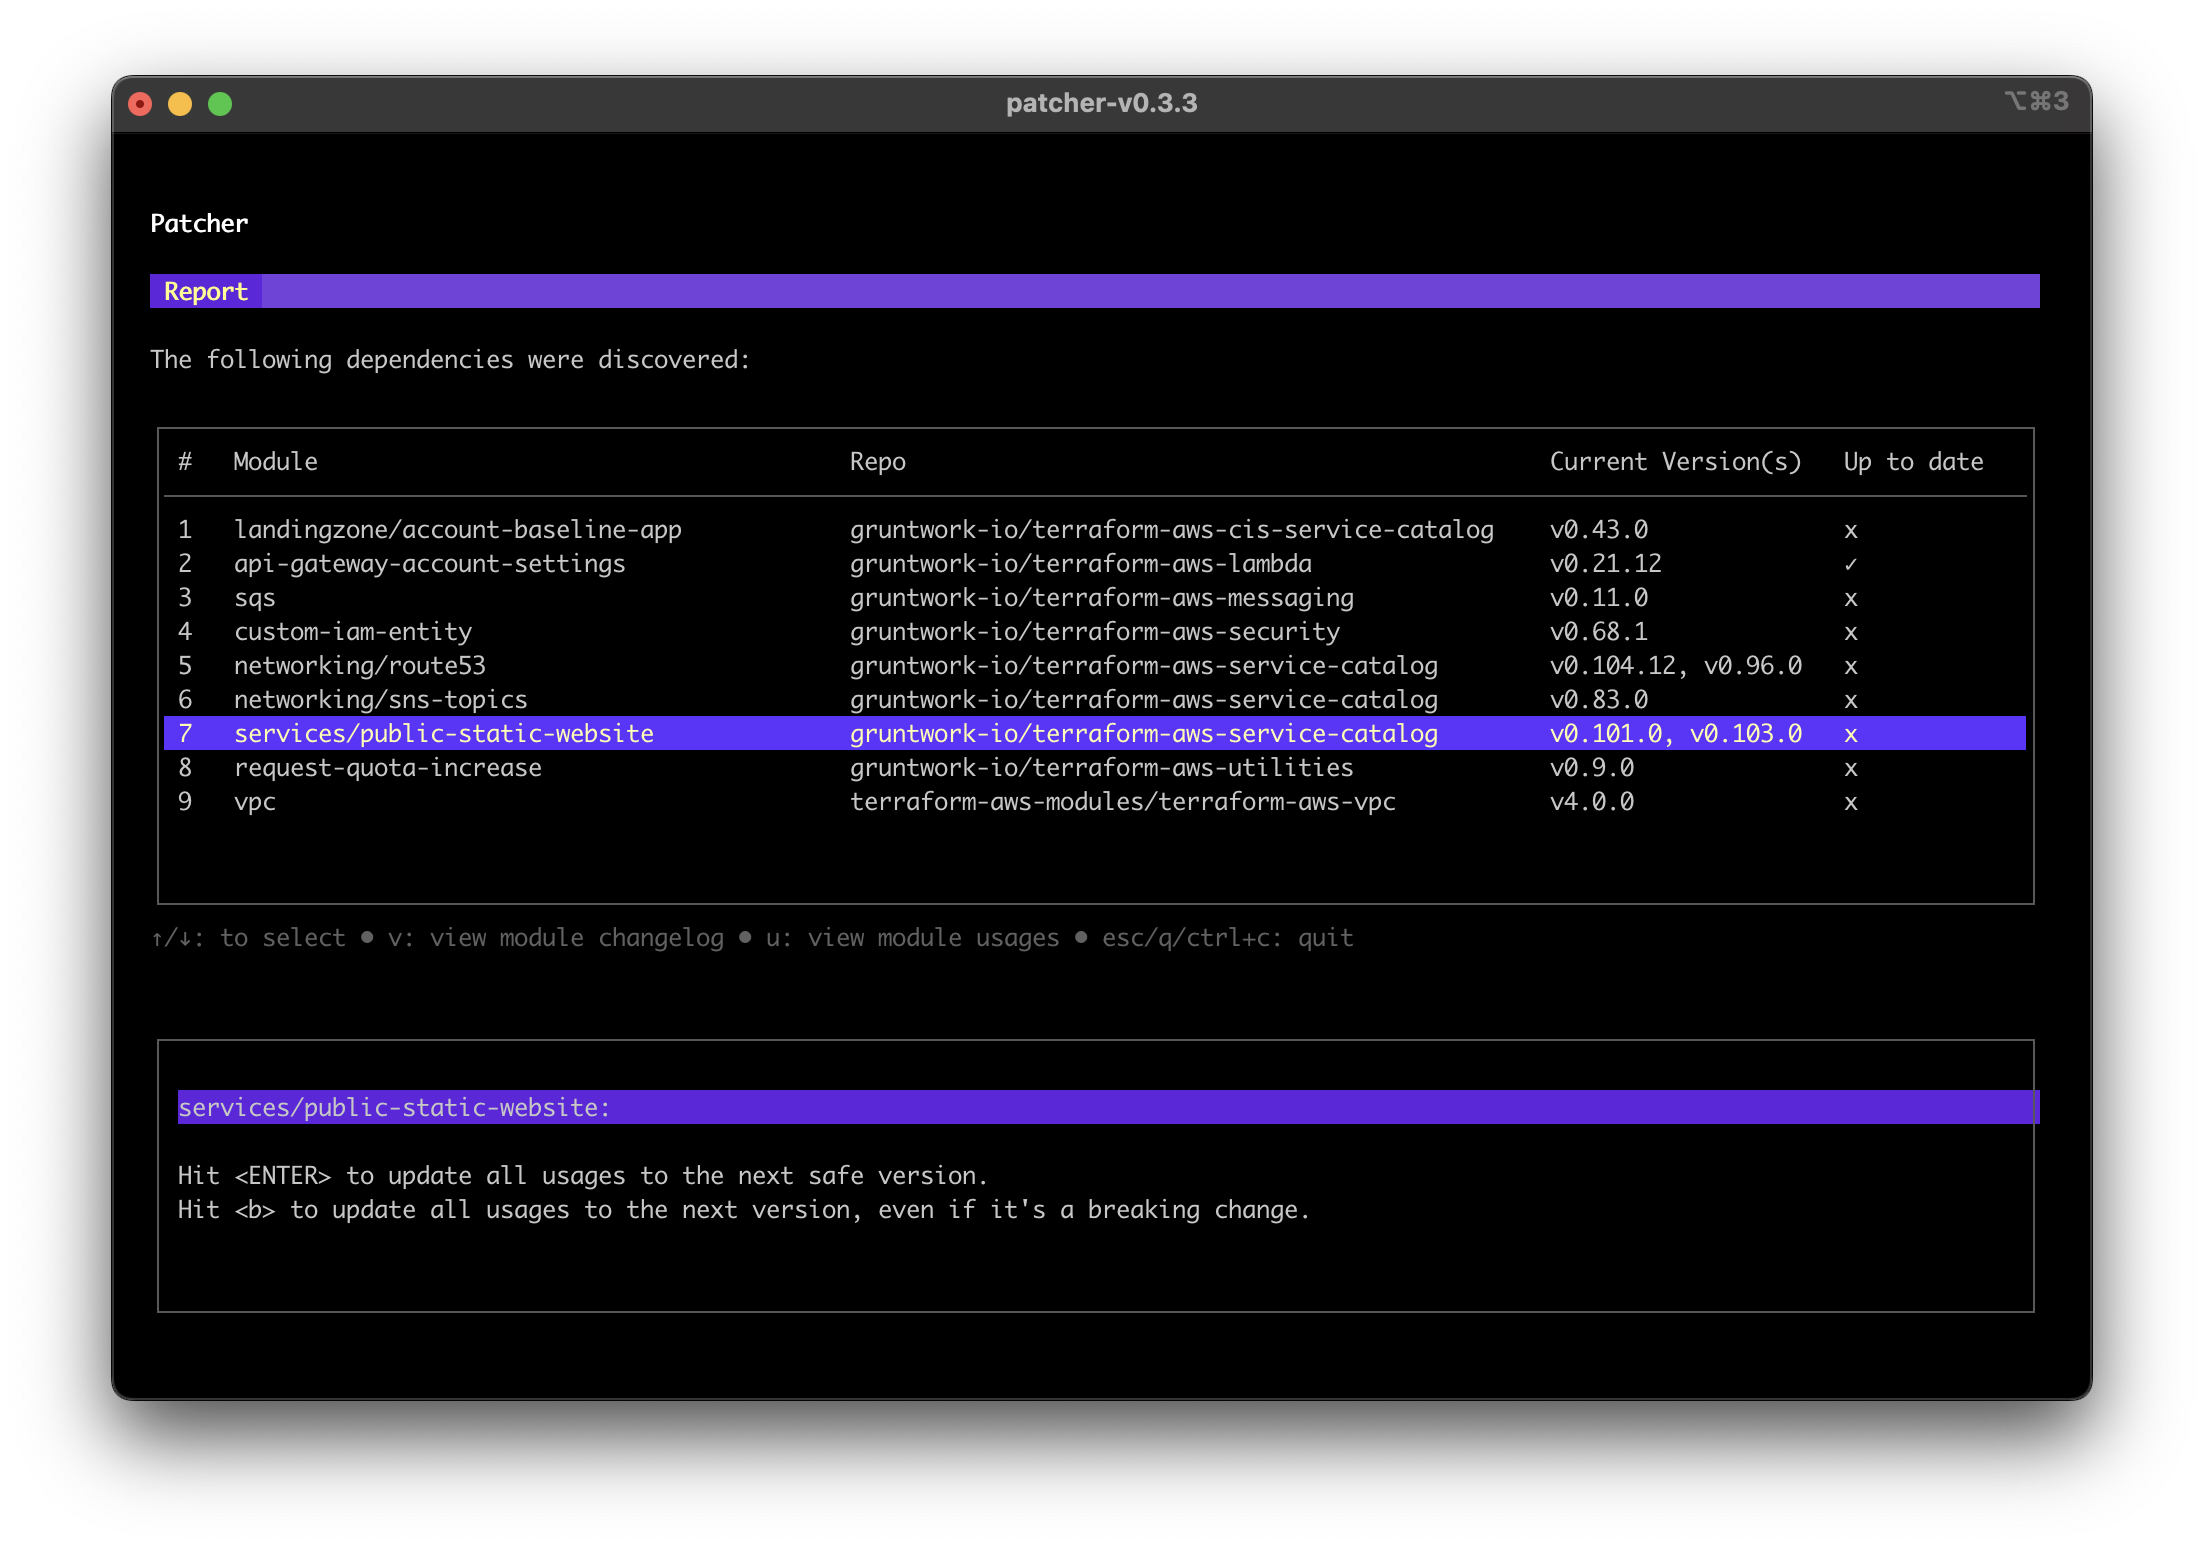 patcher-v0.3.3 ⌥⌘3
Patcher
Report
The following dependencies were discovered:
# Module Repo Current Version(s) Up to date
1 landingzone/account-baseline-app gruntwork-io/terraform-aws-cis-service-catalog v0.43.0 x
2 api-gateway-account-settings gruntwork-io/terraform-aws-lambda v0.21.12 ✓
3 sqs gruntwork-io/terraform-aws-messaging v0.11.0 x
4 custom-iam-entity gruntwork-io/terraform-aws-security v0.68.1 x
5 networking/route53 gruntwork-io/terraform-aws-service-catalog v0.104.12, v0.96.0 x
6 networking/sns-topics gruntwork-io/terraform-aws-service-catalog v0.83.0 x
7 services/public-static-website gruntwork-io/terraform-aws-service-catalog v0.101.0, v0.103.0 x
8 request-quota-increase gruntwork-io/terraform-aws-utilities v0.9.0 x
9 vpc terraform-aws-modules/terraform-aws-vpc v4.0.0 x
↑/↓: to select ● v: view module changelog ● u: view module usages ● esc/q/ctrl+c: quit
services/public-static-website:
Hit <ENTER> to update all usages to the next safe version.
Hit <b> to update all usages to the next version, even if it's a breaking change.